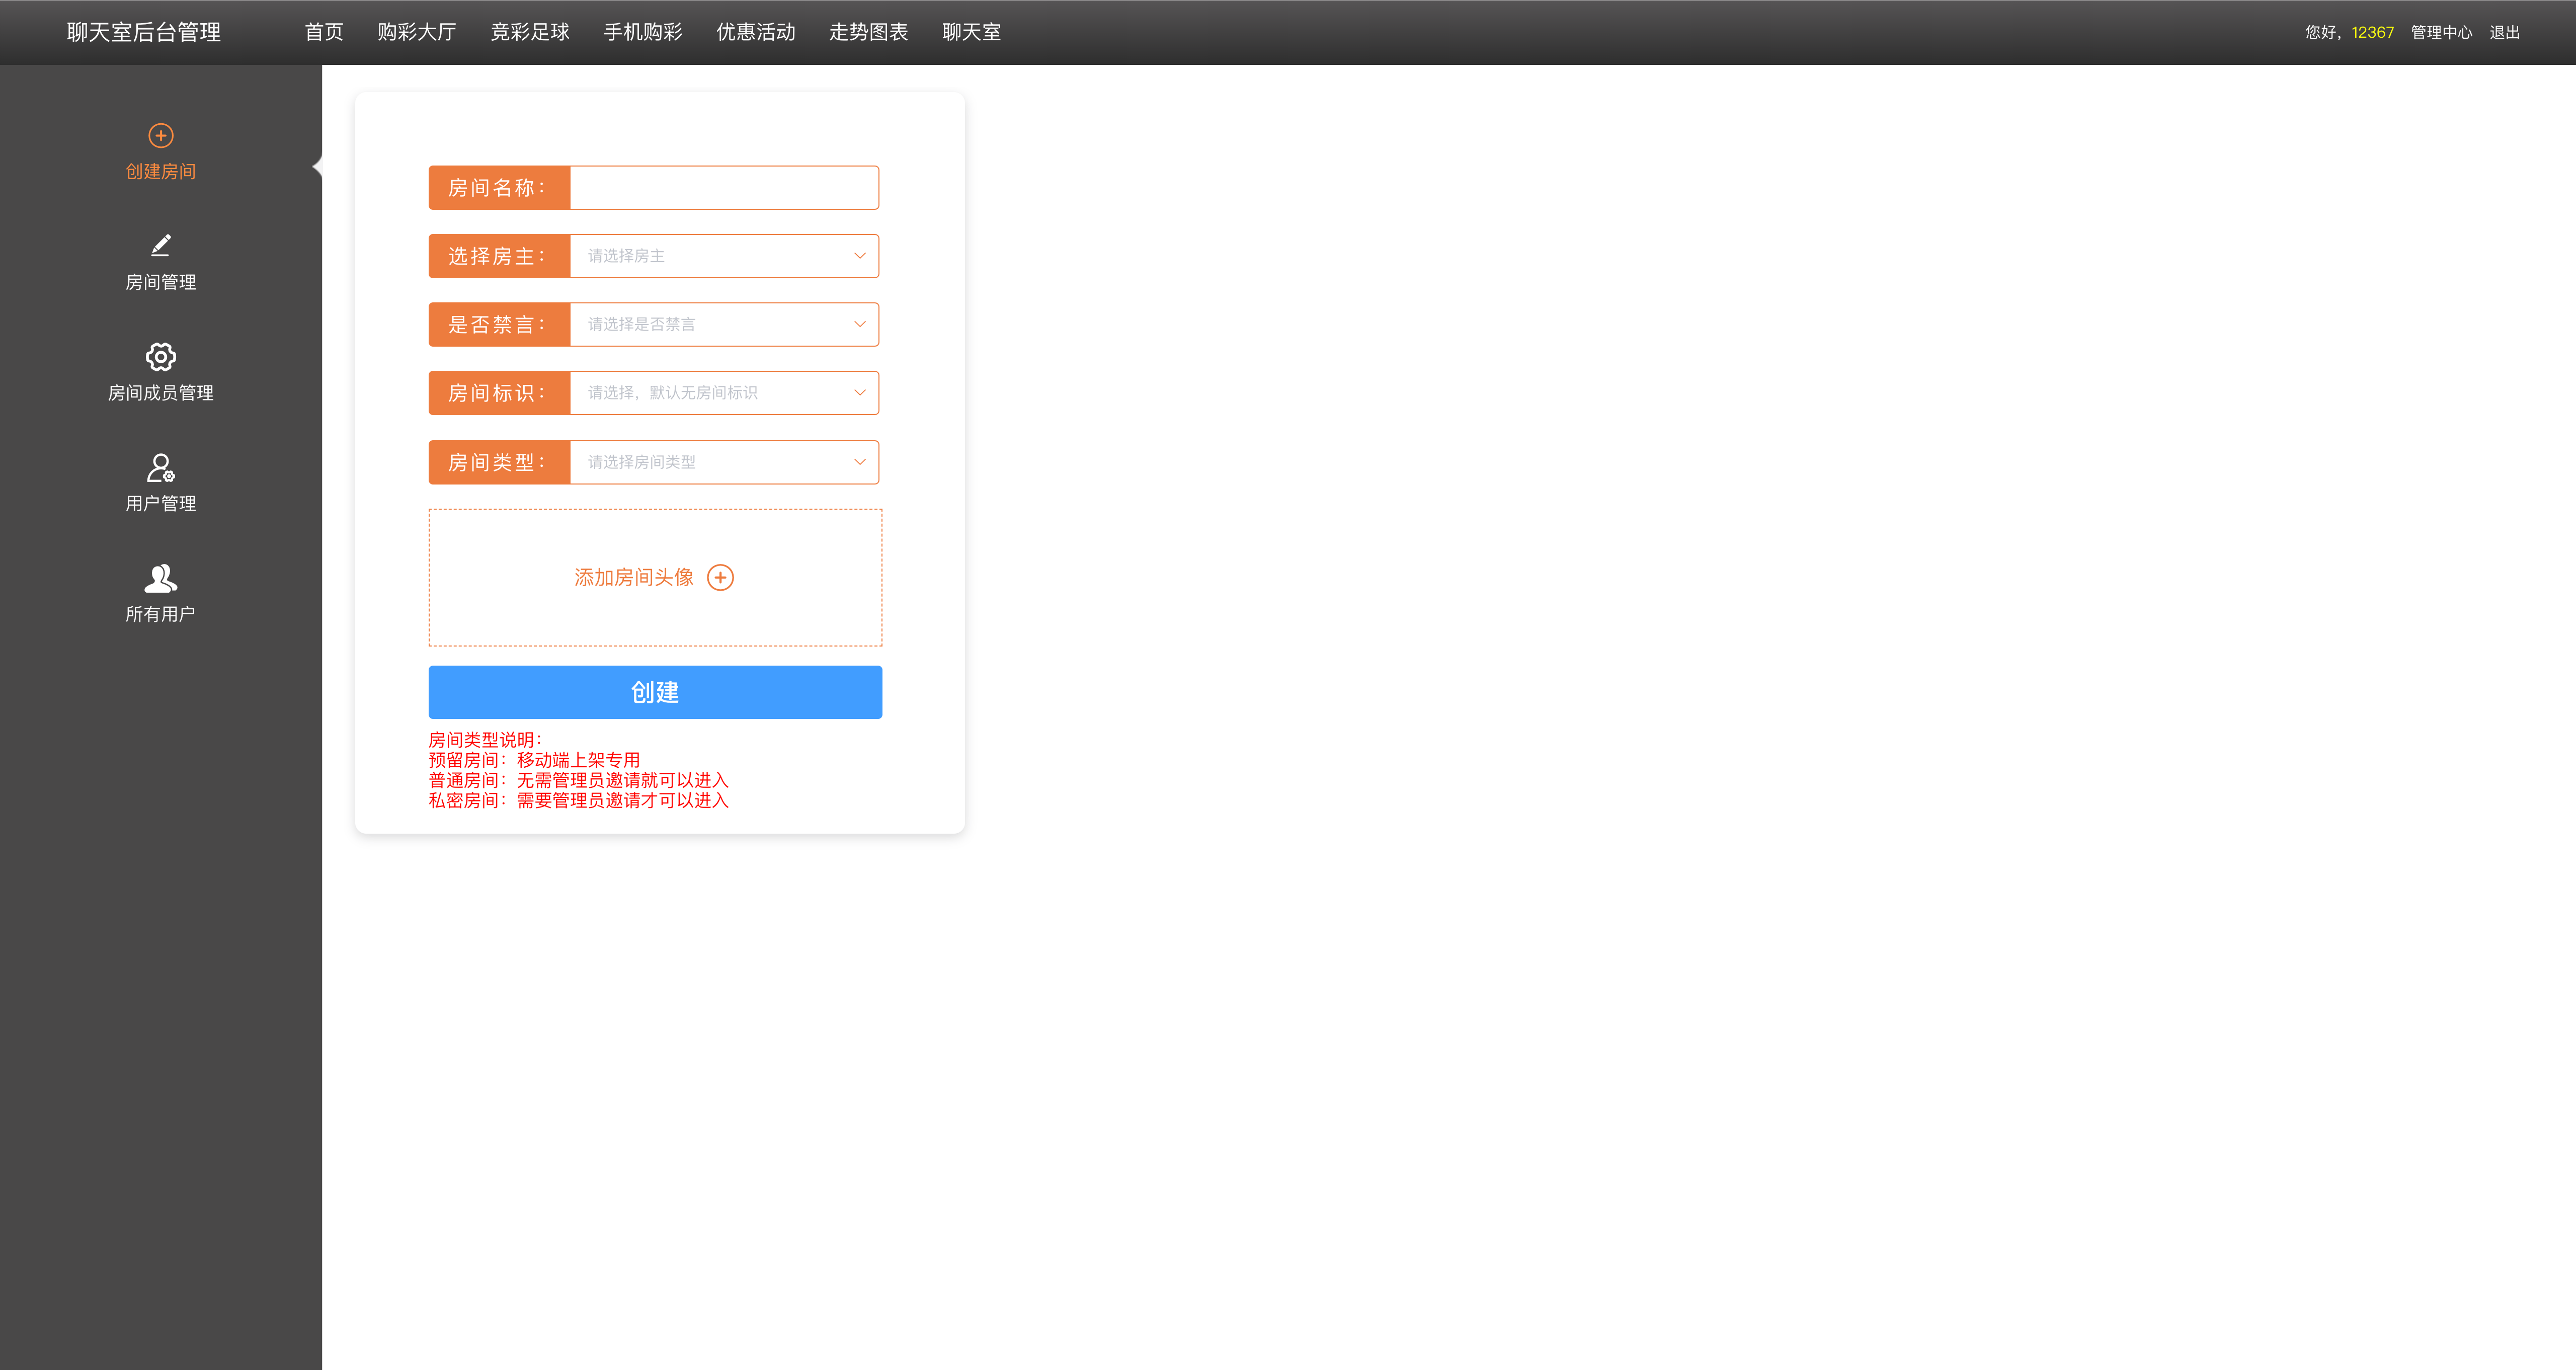 聊天室后台管理 首页 购彩大厅 竞彩足球 手机购彩 优惠活动 走势图表 聊天室 您好，12367 管理中心 退出
创建房间
房间管理
房间成员管理
用户管理
所有用户
房间名称：
选择房主： 请选择房主
是否禁言： 请选择是否禁言
房间标识： 请选择，默认无房间标识
房间类型： 请选择房间类型
添加房间头像
创建
房间类型说明：
预留房间：移动端上架专用
普通房间：无需管理员邀请就可以进入
私密房间：需要管理员邀请才可以进入